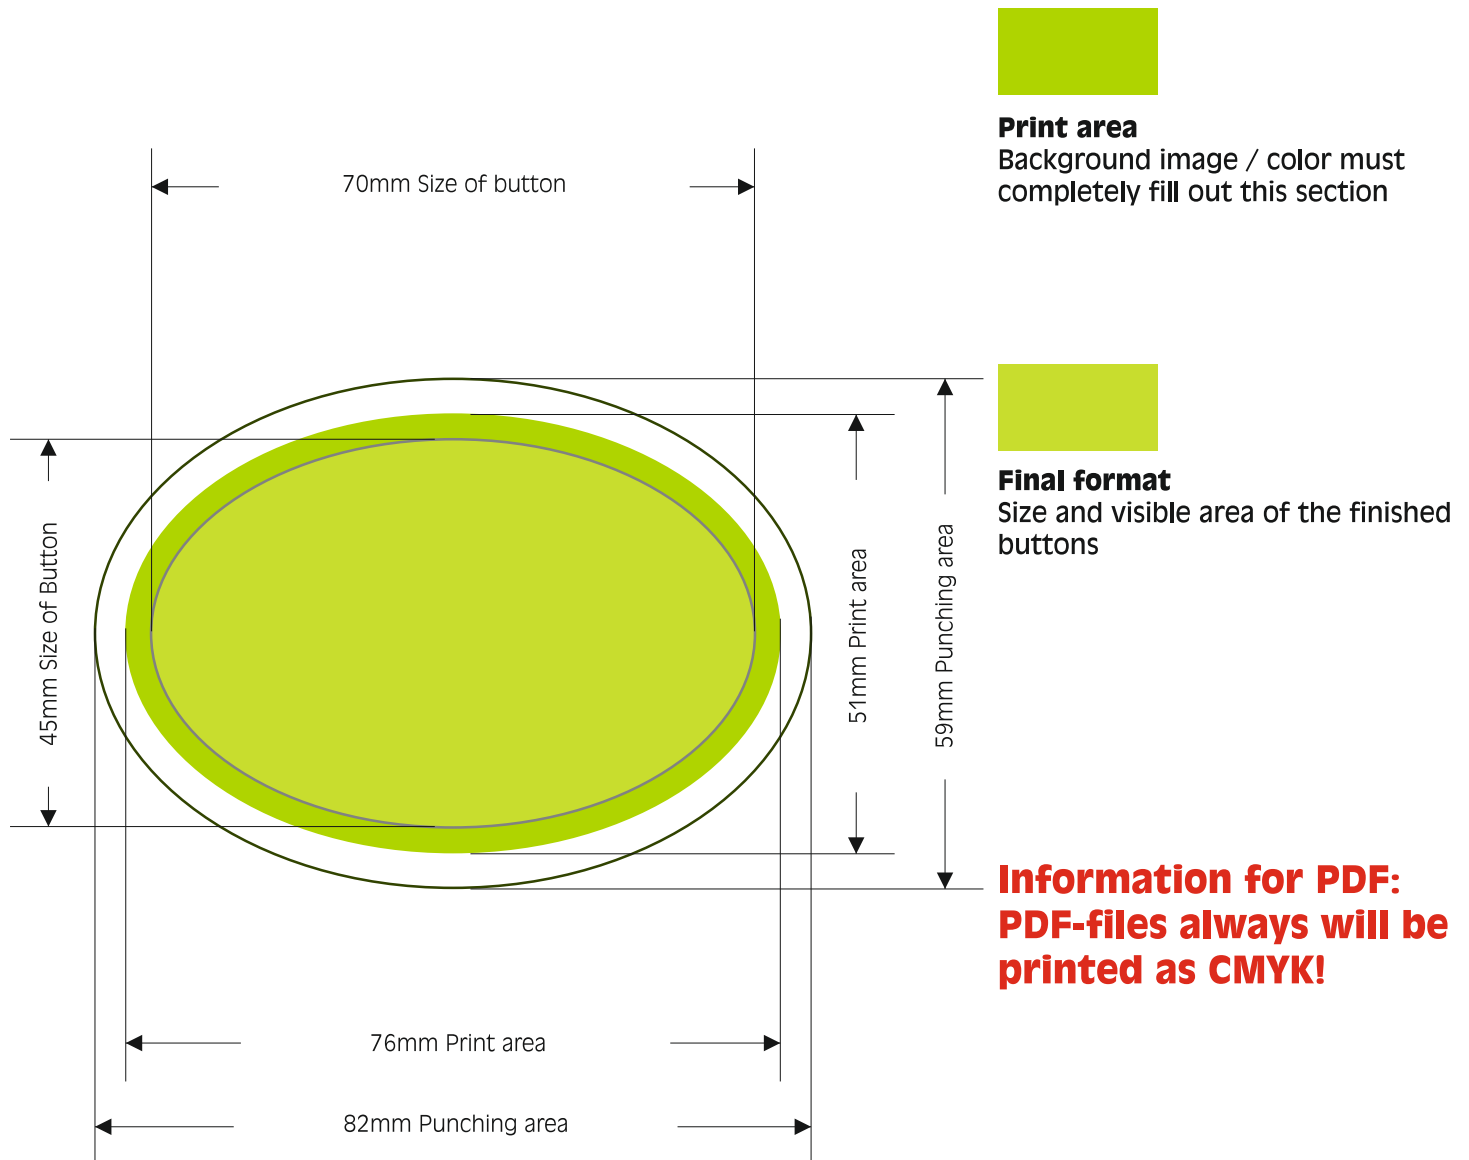 Print area
Background image / color must
completely fill out this section
70mm Size of button
Final format
Size and visible area of the finished
buttons
45mm Size of Button
51mm Print area
59mm Punching area
Information for PDF:
PDF-files always will be
printed as CMYK!
76mm Print area
82mm Punching area